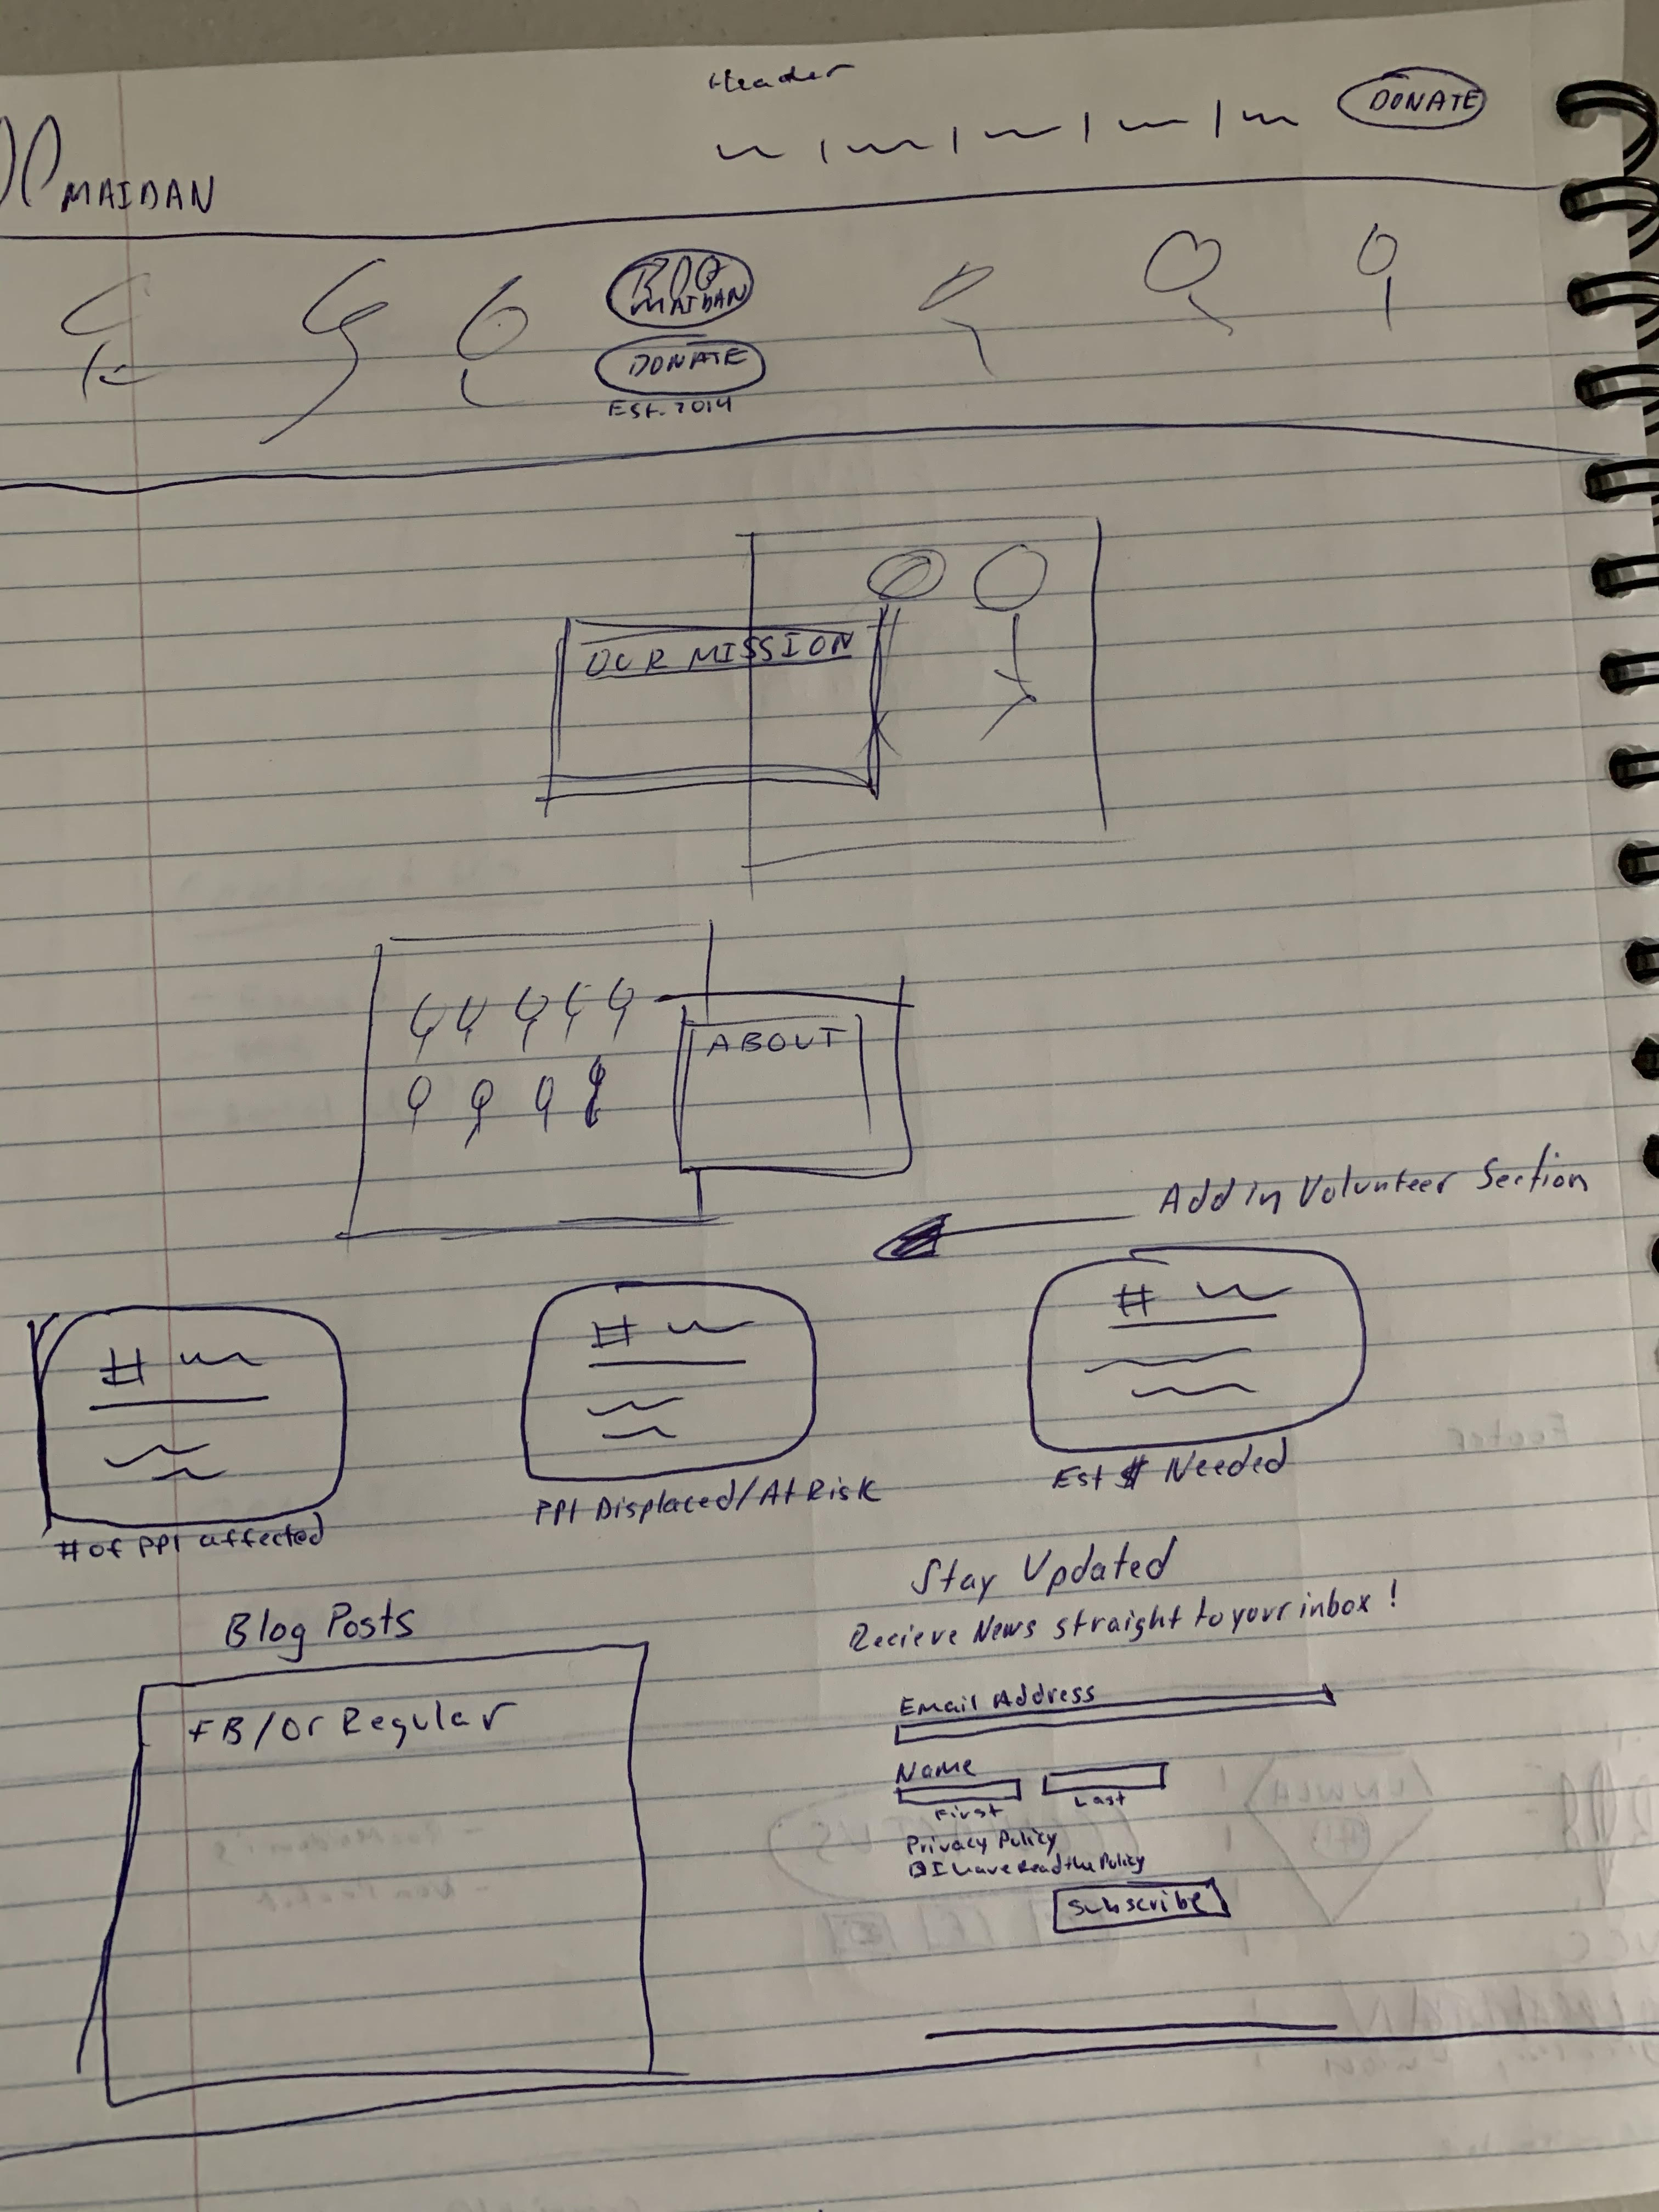 Header
DONATE
MAIDAN
ROC
MAIDAN
DONATE
EST. 2014
OUR MISSION
ABOUT
Add in Volunteer Section
#
#
#
# of PPl affected
PPl Displaced/At Risk
Est $ Needed
Blog Posts
FB/or Regular
Stay Updated
Recieve News straight to your inbox!
Email Address
Name
First Last
Privacy Policy
I have Read the Policy
Subscribe